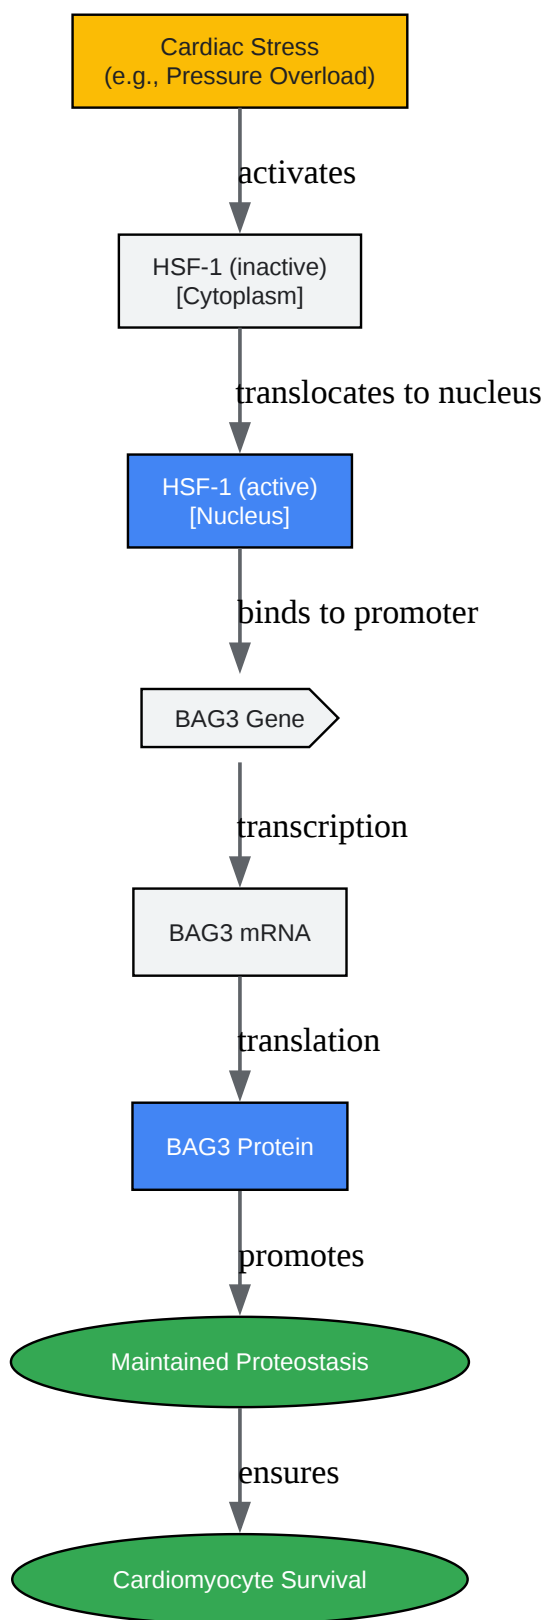 Cardiac Stress
(e.g., Pressure Overload)
activates
HSF-1 (inactive)
[Cytoplasm]
translocates to nucleus
HSF-1 (active)
[Nucleus]
binds to promoter
BAG3 Gene
transcription
BAG3 mRNA
translation
BAG3 Protein
promotes
Maintained Proteostasis
ensures
Cardiomyocyte Survival